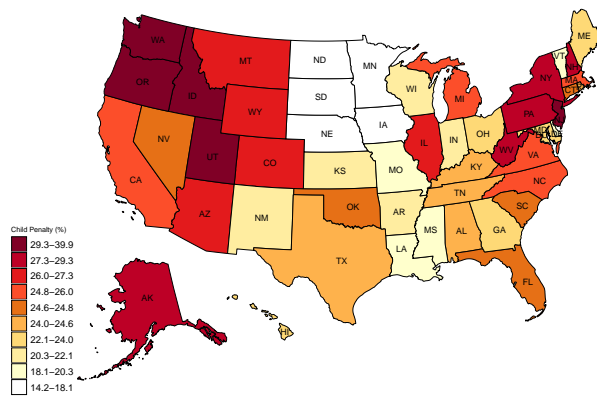 WA
OR
ID
MT
ND
MN
SD
WY
NE
IA
WI
MI
NV
UT
CO
CA
AZ
NM
KS
OK
TX
MO
AR
LA
IL
IN
OH
KY
TN
MS
AL
GA
FL
SC
NC
VA
WV
PA
NY
VT
NH
ME
MA
CT
AK
HI
Child Penalty (%)
29.3–39.9
27.3–29.3
26.0–27.3
24.8–26.0
24.6–24.8
24.0–24.6
22.1–24.0
20.3–22.1
18.1–20.3
14.2–18.1